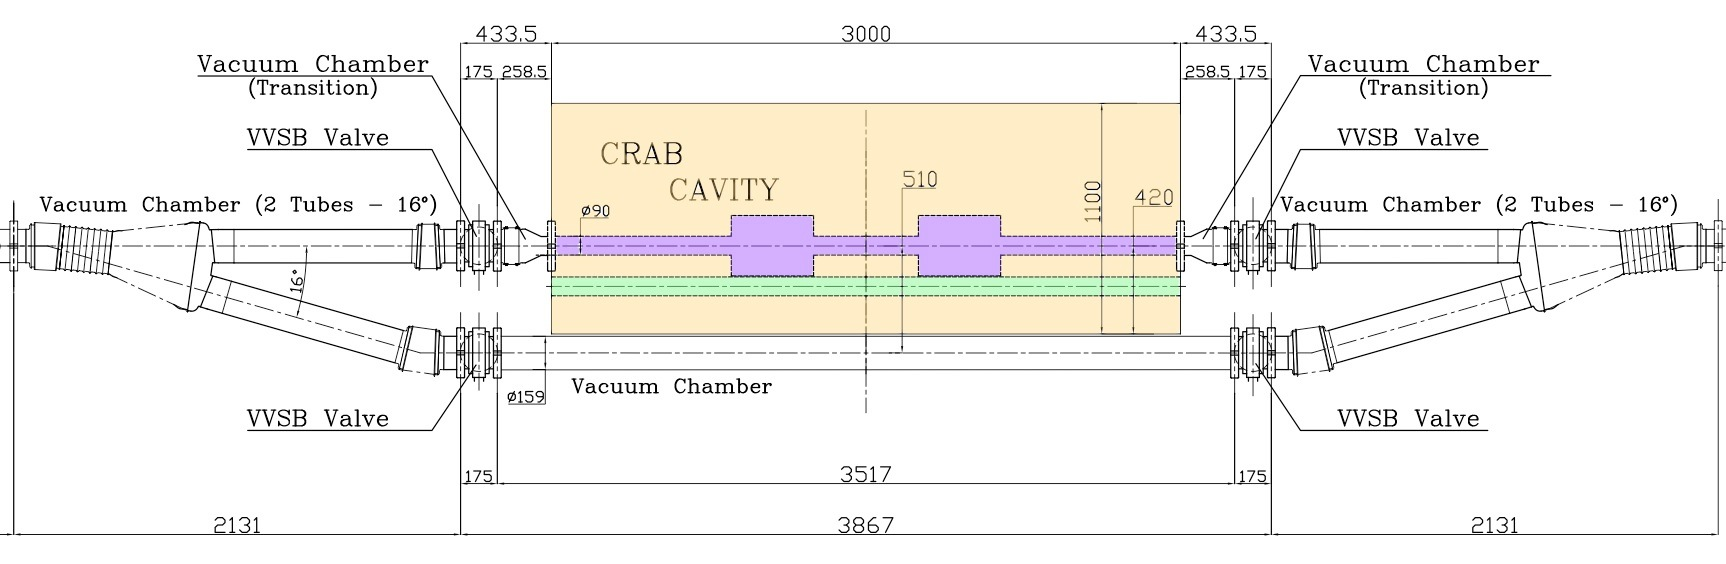 433.5 3000 433.5
Vacuum Chamber
(Transition)
175 258.5
258.5 175
Vacuum Chamber
(Transition)
VVSB Valve
VVSB Valve
CRAB
CAVITY
510
1100
420
Ø90
Vacuum Chamber (2 Tubes - 16°)
Vacuum Chamber (2 Tubes - 16°)
16°
Ø159
Vacuum Chamber
VVSB Valve
VVSB Valve
175 3517 175
2131 3867 2131